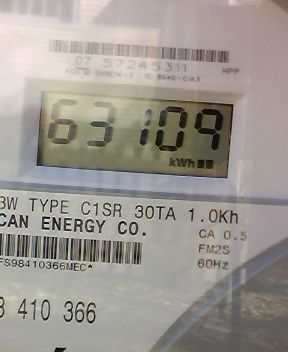 07 57245311
63109
kWh
3W TYPE C1SR 30TA 1.0Kh
CAN ENERGY CO.
CA 0.5
FM2S
FS98410366MEC*
60Hz
3 410 366